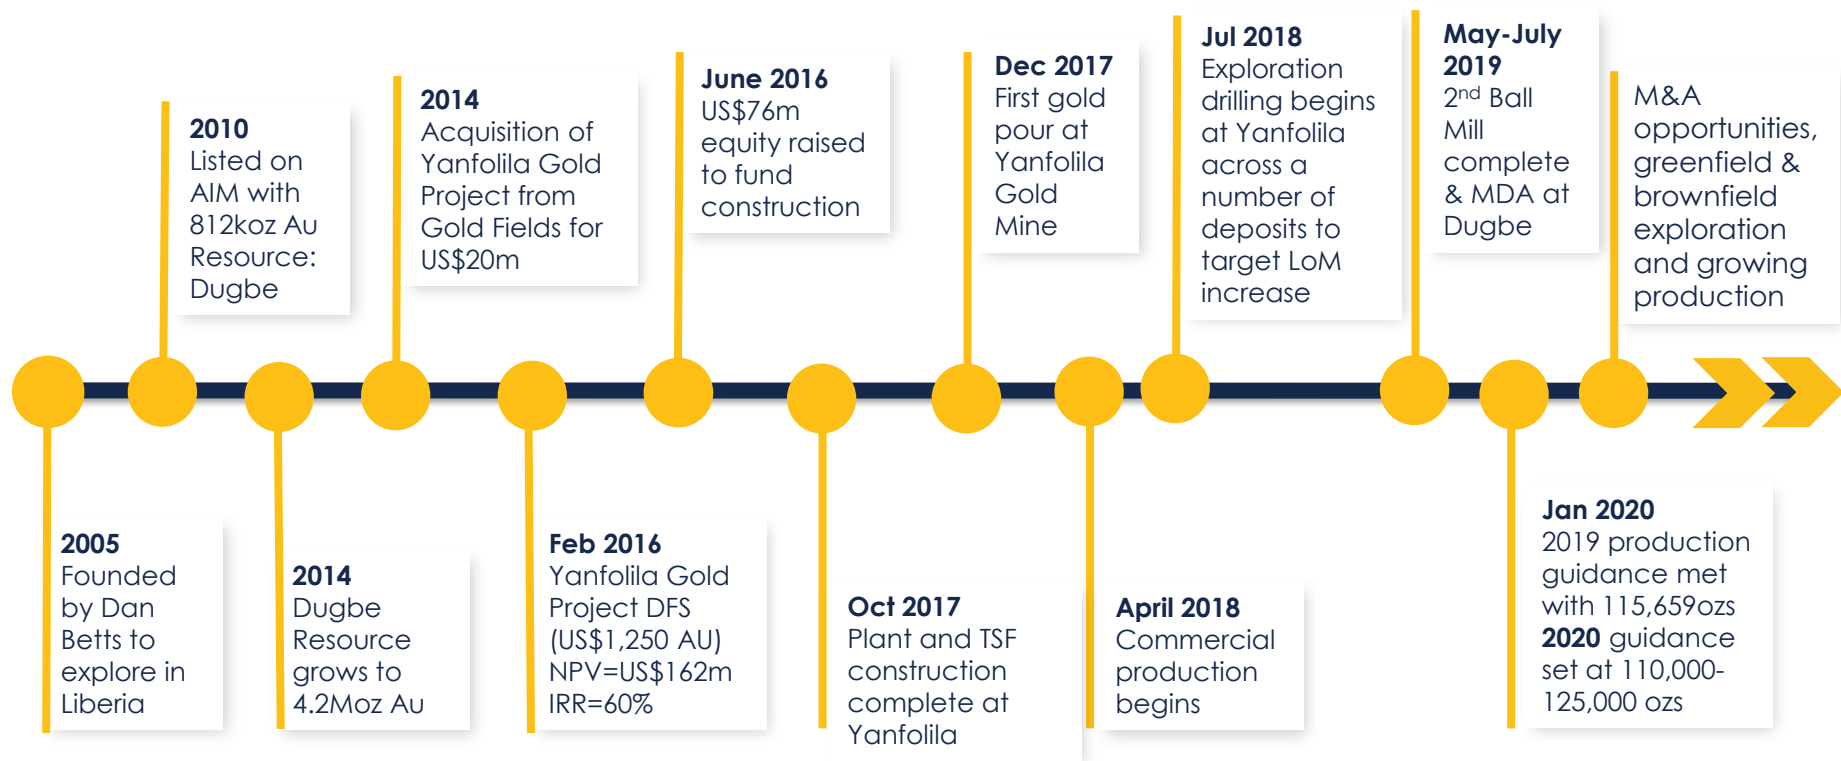 2005
Founded
by Dan
Betts to
explore in
Liberia
2010
Listed on
AIM with
812koz Au
Resource:
Dugbe
2014
Dugbe
Resource
grows to
4.2Moz Au
2014
Acquisition of
Yanfolila Gold
Project from
Gold Fields for
US$20m
Feb 2016
Yanfolila Gold
Project DFS
(US$1,250 AU)
NPV=US$162m
IRR=60%
June 2016
US$76m
equity raised
to fund
construction
Oct 2017
Plant and TSF
construction
complete at
Yanfolila
Dec 2017
First gold
pour at
Yanfolila
Gold
Mine
April 2018
Commercial
production
begins
Jul 2018
Exploration
drilling begins
at Yanfolila
across a
number of
deposits to
target LoM
increase
May-July
2019
2nd Ball
Mill
complete
& MDA at
Dugbe
Jan 2020
2019 production
guidance met
with 115,659ozs
2020 guidance
set at 110,000-
125,000 ozs
M&A
opportunities,
greenfield &
brownfield
exploration
and growing
production